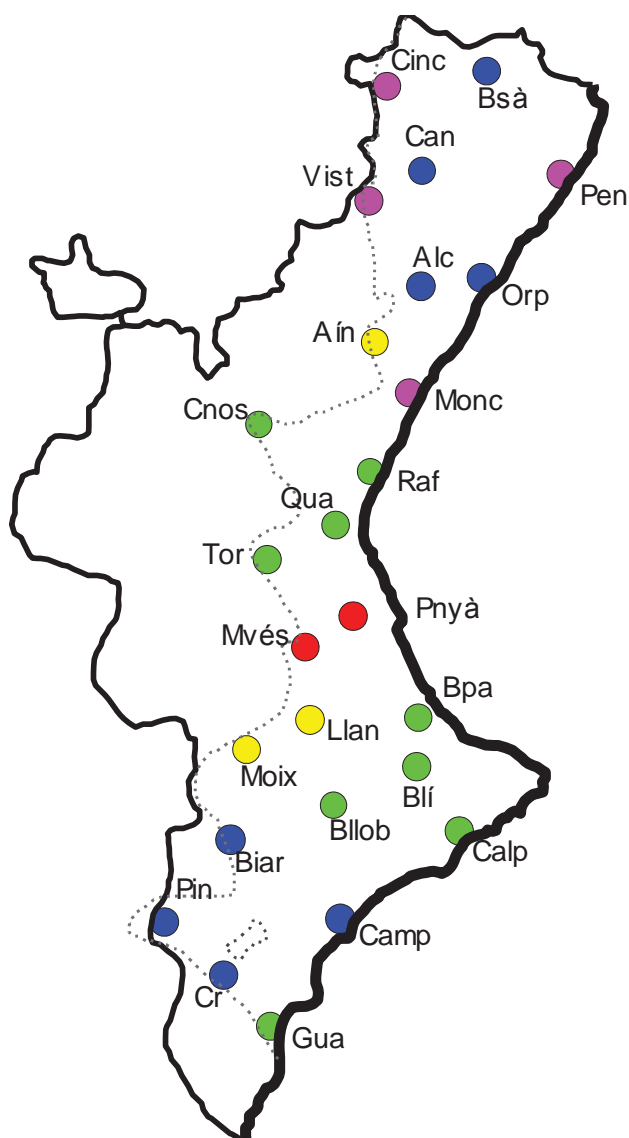 Cinc
Bsà
Can
Vist
Pen
Alc
Orp
Aín
Monc
Cnos
Raf
Qua
Tor
Pnyà
Mvés
Bpa
Llan
Moix
Blí
Bllob
Calp
Biar
Pin
Camp
Cr
Gua